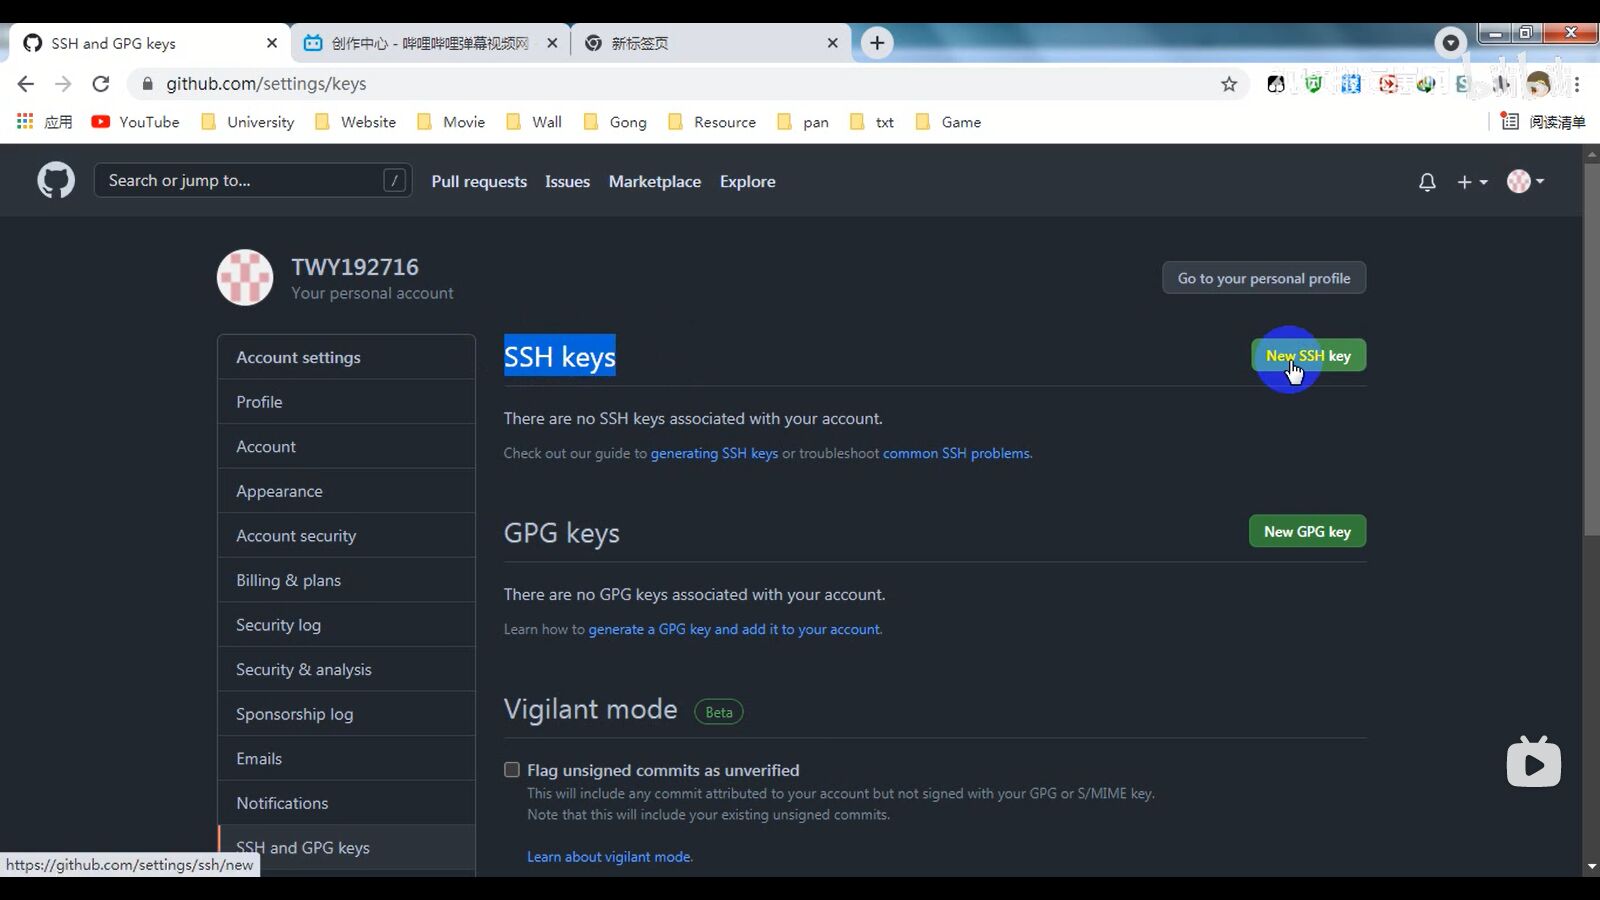 SSH and GPG keys
创作中心 - 哔哩哔哩弹幕视频网
新标签页
github.com/settings/keys
应用
YouTube
University
Website
Movie
Wall
Gong
Resource
pan
txt
Game
阅读清单
Search or jump to...
/
Pull requests
Issues
Marketplace
Explore
TWY192716
Your personal account
Go to your personal profile
Account settings
Profile
Account
Appearance
Account security
Billing & plans
Security log
Security & analysis
Sponsorship log
Emails
Notifications
SSH and GPG keys
SSH keys
New SSH key
There are no SSH keys associated with your account.
Check out our guide to generating SSH keys or troubleshoot common SSH problems.
GPG keys
New GPG key
There are no GPG keys associated with your account.
Learn how to generate a GPG key and add it to your account.
Vigilant mode
Beta
Flag unsigned commits as unverified
This will include any commit attributed to your account but not signed with your GPG or S/MIME key.
Note that this will include your existing unsigned commits.
Learn about vigilant mode.
https://github.com/settings/ssh/new